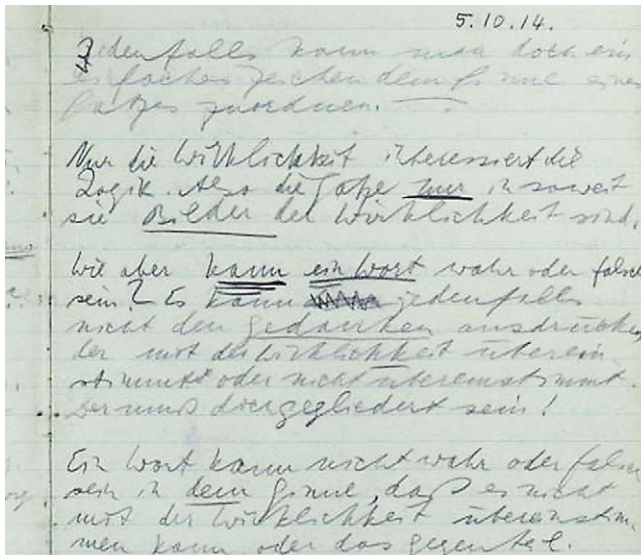 5.10.14.
Jedenfalls kann man doch ein
einfaches Zeichen dem Sinne eines
Satzes zuordnen. —
Nur die Wirklichkeit interessiert die
Logik. Also die Sätze nur in soweit
sie Bilder der Wirklichkeit sind.
Wie aber kann ein Wort wahr oder falsch
sein? Es kann jedenfalls
nicht den Gedanken ausdrücken
der mit der Wirklichkeit überein-
stimmt oder nicht übereinstimmt
Der muß doch gegliedert sein!
Ein Wort kann nicht wahr oder falsch
sein in dem Sinne, daß es nicht
mit der Wirklichkeit übereinstim-
men kann oder das Gegenteil.